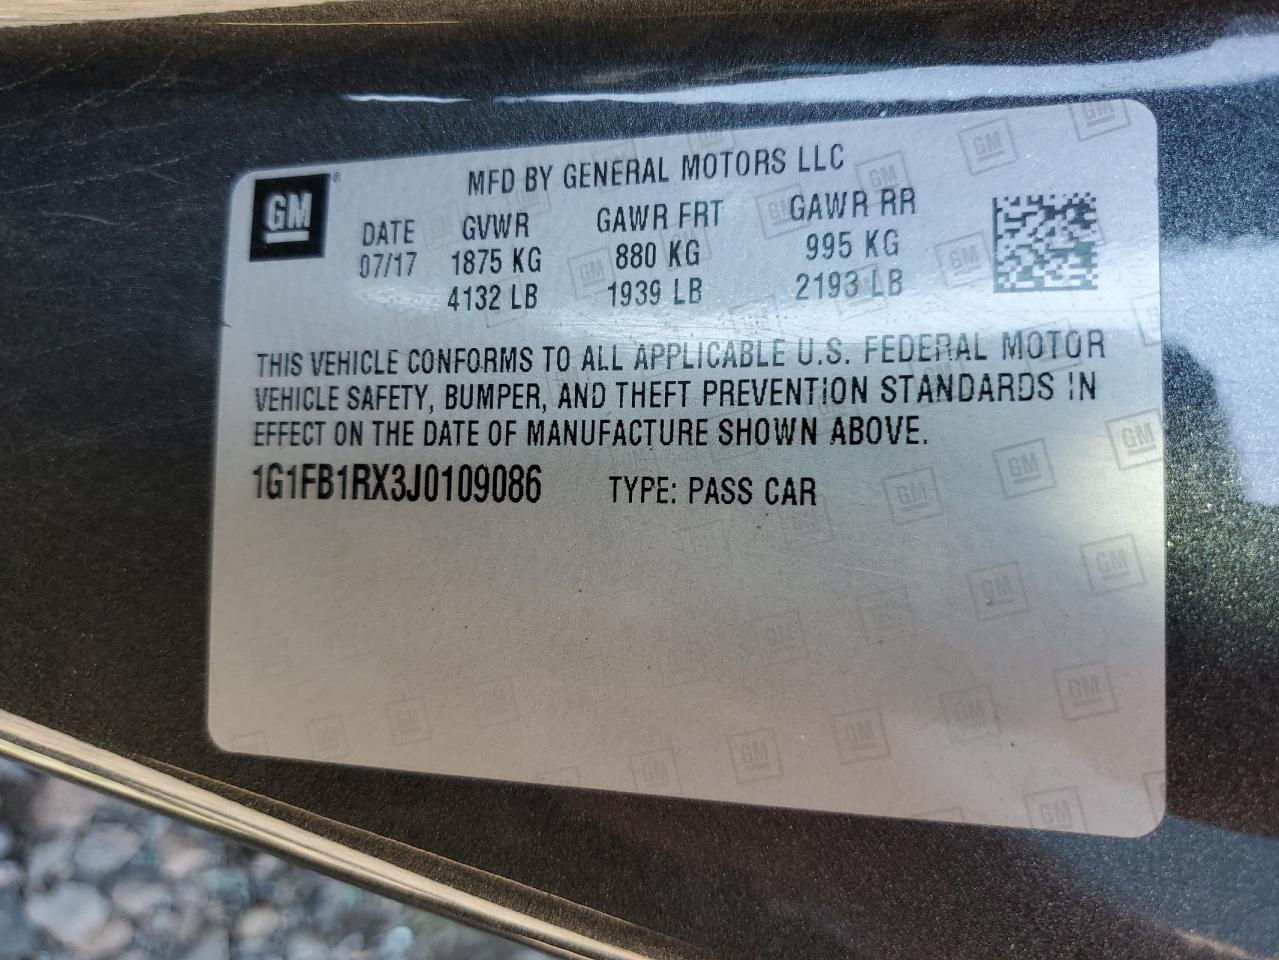 GM
MFD BY GENERAL MOTORS LLC
DATE GVWR GAWR FRT GAWR RR
07/17 1875 KG 880 KG 995 KG
4132 LB 1939 LB 2193 LB
THIS VEHICLE CONFORMS TO ALL APPLICABLE U.S. FEDERAL MOTOR
VEHICLE SAFETY, BUMPER, AND THEFT PREVENTION STANDARDS IN
EFFECT ON THE DATE OF MANUFACTURE SHOWN ABOVE.
1G1FB1RX3J0109086 TYPE: PASS CAR